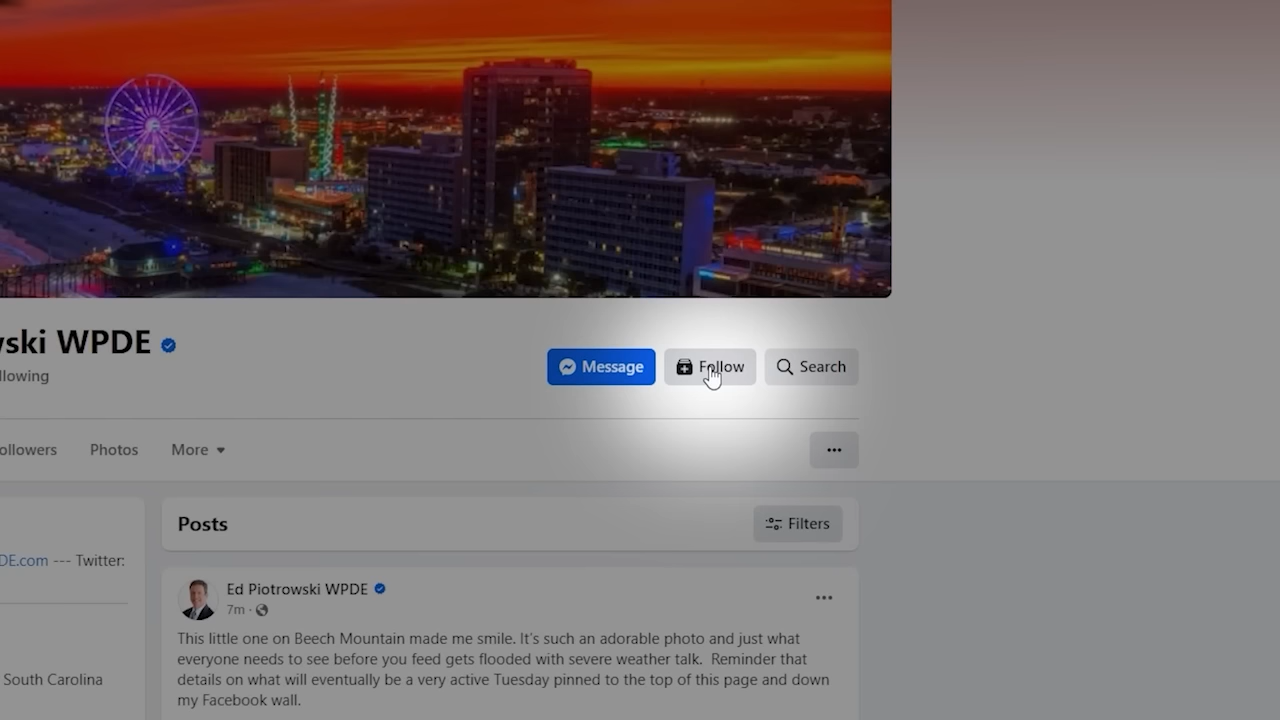 wski WPDE
llowing
Message
Follow
Search
ollowers
Photos
More
Posts
Filters
DE.com --- Twitter:
South Carolina
Ed Piotrowski WPDE
7m ·
This little one on Beech Mountain made me smile. It's such an adorable photo and just what
everyone needs to see before you feed gets flooded with severe weather talk. Reminder that
details on what will eventually be a very active Tuesday pinned to the top of this page and down
my Facebook wall.